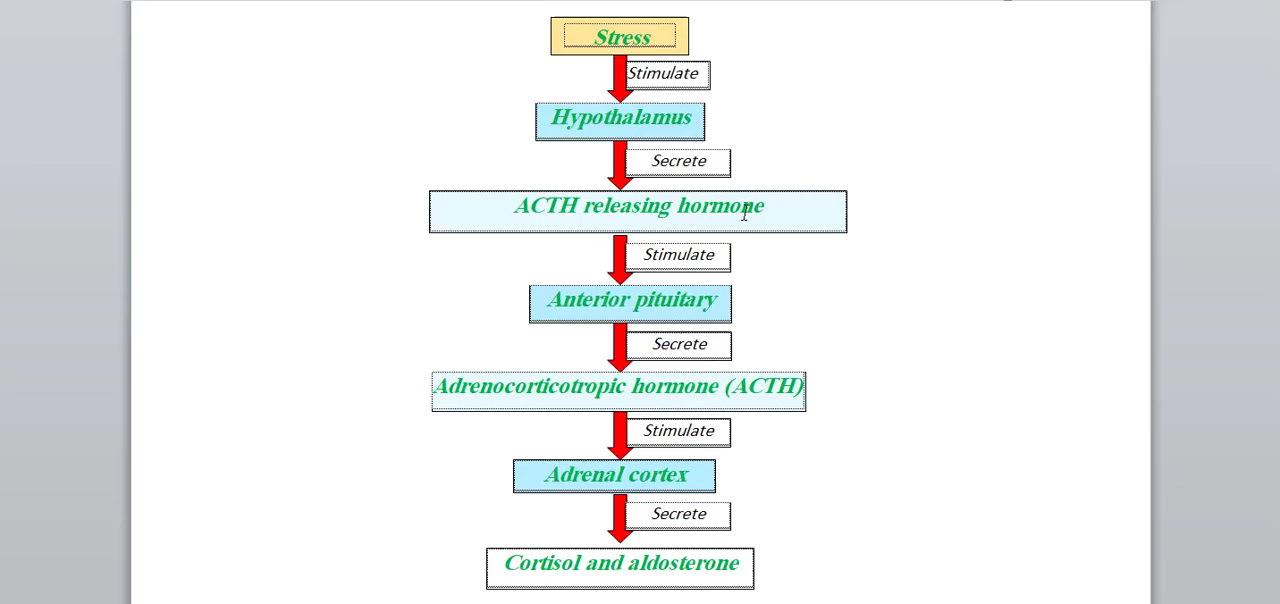 Stress
Stimulate
Hypothalamus
Secrete
ACTH releasing hormone
Stimulate
Anterior pituitary
Secrete
Adrenocorticotropic hormone (ACTH)
Stimulate
Adrenal cortex
Secrete
Cortisol and aldosterone